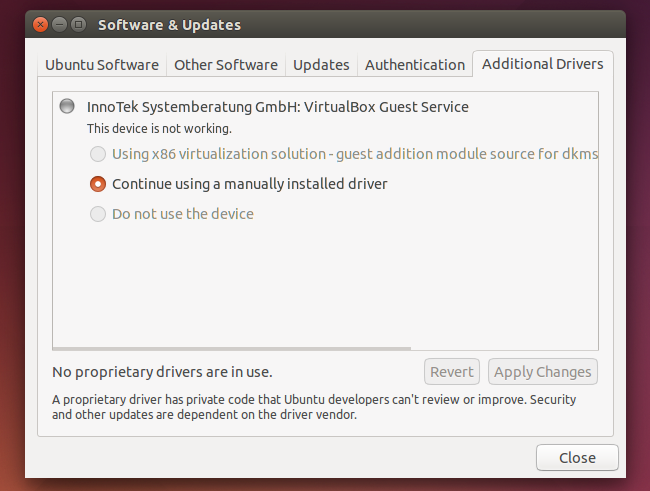 Software & Updates
Ubuntu Software
Other Software
Updates
Authentication
Additional Drivers
InnoTek Systemberatung GmbH: VirtualBox Guest Service
This device is not working.
Using x86 virtualization solution - guest addition module source for dkms
Continue using a manually installed driver
Do not use the device
No proprietary drivers are in use.
Revert
Apply Changes
A proprietary driver has private code that Ubuntu developers can't review or improve. Security
and other updates are dependent on the driver vendor.
Close